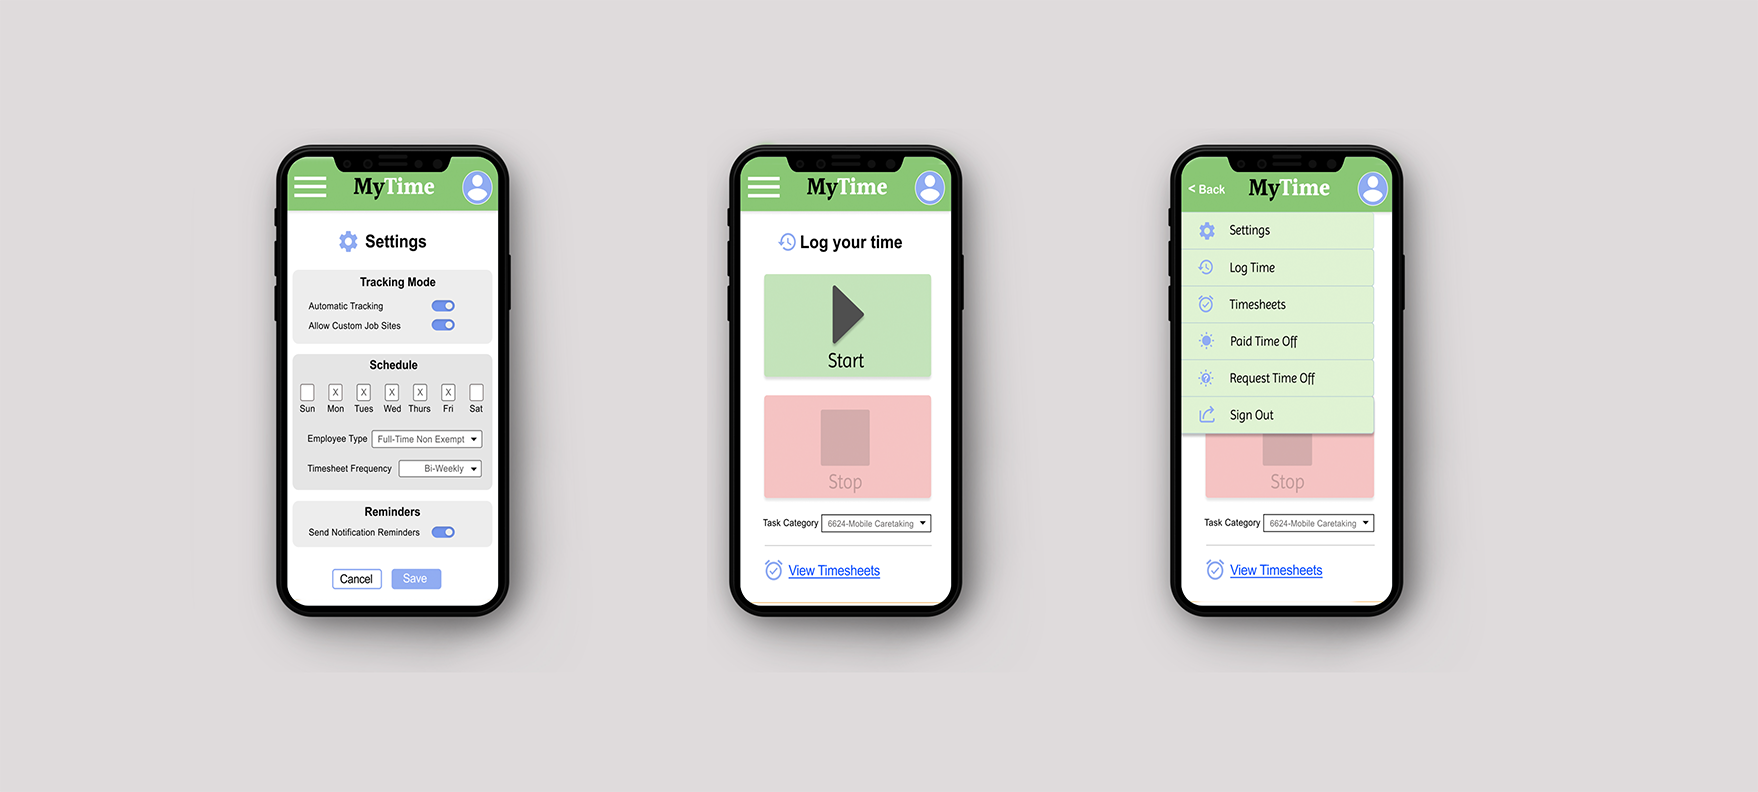 MyTime
Settings
Tracking Mode
Automatic Tracking
Allow Custom Job Sites
Schedule
X X X X X
Sun Mon Tues Wed Thurs Fri Sat
Employee Type Full-Time Non Exempt
Timesheet Frequency Bi-Weekly
Reminders
Send Notification Reminders
Cancel Save
MyTime
Log your time
Start
Stop
Task Category 6624-Mobile Caretaking
View Timesheets
< Back MyTime
Settings
Log Time
Timesheets
Paid Time Off
? Request Time Off
Sign Out
Stop
Task Category 6624-Mobile Caretaking
View Timesheets